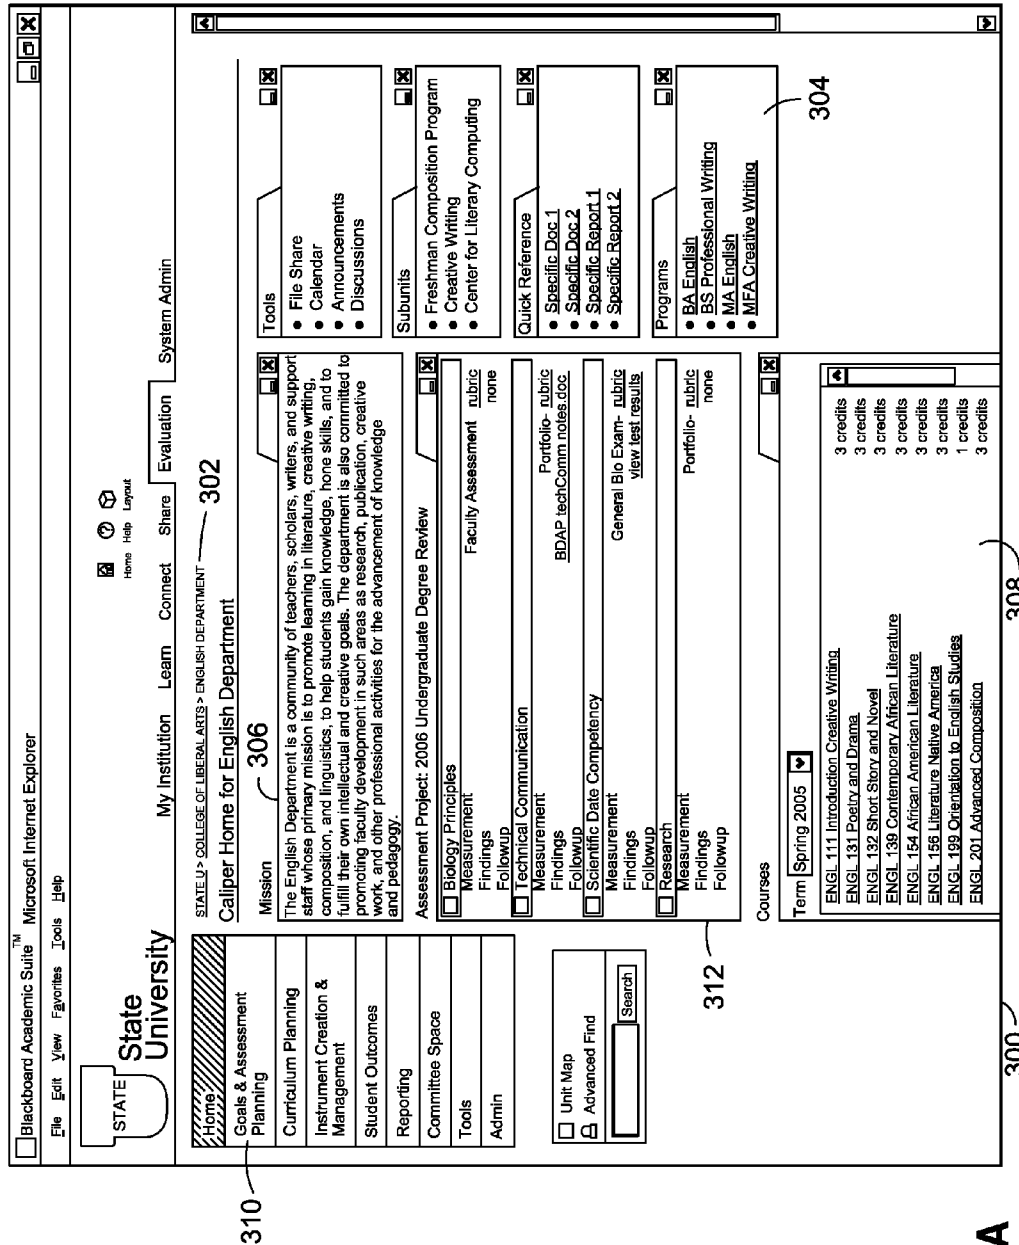 Blackboard Academic Suite™ Microsoft Internet Explorer
File Edit View Favorites Tools Help
STATE
State
University
Home Help Layout
My Institution Learn Connect Share Evaluation System Admin
STATE U > COLLEGE OF LIBERAL ARTS > ENGLISH DEPARTMENT
302
Caliper Home for English Department
306
310
Home
Goals & Assessment
Planning
Curriculum Planning
Instrument Creation &
Management
Student Outcomes
Reporting
Committee Space
Tools
Admin
Unit Map
Advanced Find
Search
Mission
The English Department is a community of teachers, scholars, writers, and support
staff whose primary mission is to promote learning in literature, creative writing,
composition, and linguistics, to help students gain knowledge, hone skills, and to
fulfill their own intellectual and creative goals. The department is also committed to
promoting faculty development in such areas as research, publication, creative
work, and other professional activities for the advancement of knowledge
and pedagogy.
Assessment Project: 2006 Undergraduate Degree Review
Biology Principles
Measurement Faculty Assessment rubric
Findings none
Followup
Technical Communication
Measurement Portfolio- rubric
Findings BDAP techComm notes.doc
Followup
Scientific Date Competency
Measurement General Bio Exam- rubric
Findings view test results
Followup
Research
Measurement Portfolio- rubric
Findings none
Followup
312
Courses
Term Spring 2005
ENGL 111 Introduction Creative Writing 3 credits
ENGL 131 Poetry and Drama 3 credits
ENGL 132 Short Story and Novel 3 credits
ENGL 139 Contemporary African Literature 3 credits
ENGL 154 African American Literature 3 credits
ENGL 156 Literature Native America 3 credits
ENGL 199 Orientation to English Studies 1 credits
ENGL 201 Advanced Composition 3 credits
308
Tools
• File Share
• Calendar
• Announcements
• Discussions
Subunits
• Freshman Composition Program
• Creative Writing
• Center for Literary Computing
Quick Reference
• Specific Doc 1
• Specific Doc 2
• Specific Report 1
• Specific Report 2
Programs
• BA English
• BS Professional Writing
• MA English
• MFA Creative Writing
304
300
A